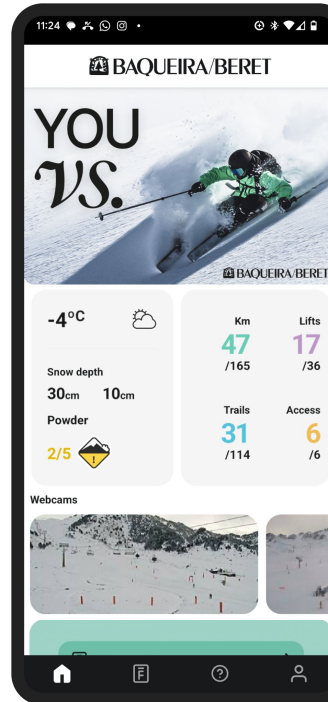 11:24
BAQUEIRA/BERET
YOU
VS.
BAQUEIRA/BERET
-4ºC
Snow depth
30cm 10cm
Powder
2/5
Km Lifts
47 17
/165 /36
Trails Access
31 6
/114 /6
Webcams